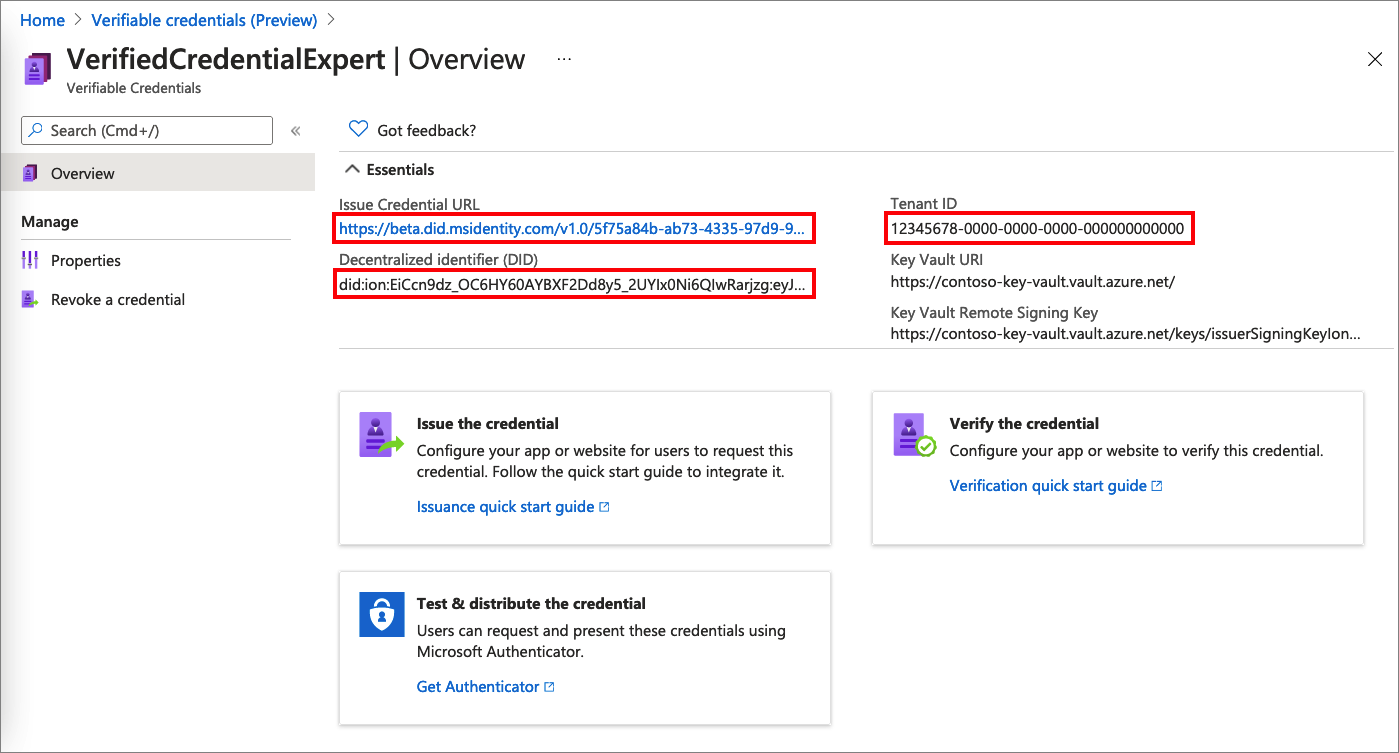 Home > Verifiable credentials (Preview) >
VerifiedCredentialExpert | Overview ...
Verifiable Credentials
Search (Cmd+/)
«
Overview
Manage
Properties
Revoke a credential
Got feedback?
Essentials
Issue Credential URL
https://beta.did.msidentity.com/v1.0/5f75a84b-ab73-4335-97d9-9...
Decentralized identifier (DID)
did:ion:EiCcn9dz_OC6HY60AYBXF2Dd8y5_2UYIx0Ni6QIwRarjzg:eyJ...
Tenant ID
12345678-0000-0000-0000-000000000000
Key Vault URI
https://contoso-key-vault.vault.azure.net/
Key Vault Remote Signing Key
https://contoso-key-vault.vault.azure.net/keys/issuerSigningKeyIon...
Issue the credential
Configure your app or website for users to request this
credential. Follow the quick start guide to integrate it.
Issuance quick start guide
Verify the credential
Configure your app or website to verify this credential.
Verification quick start guide
Test & distribute the credential
Users can request and present these credentials using
Microsoft Authenticator.
Get Authenticator